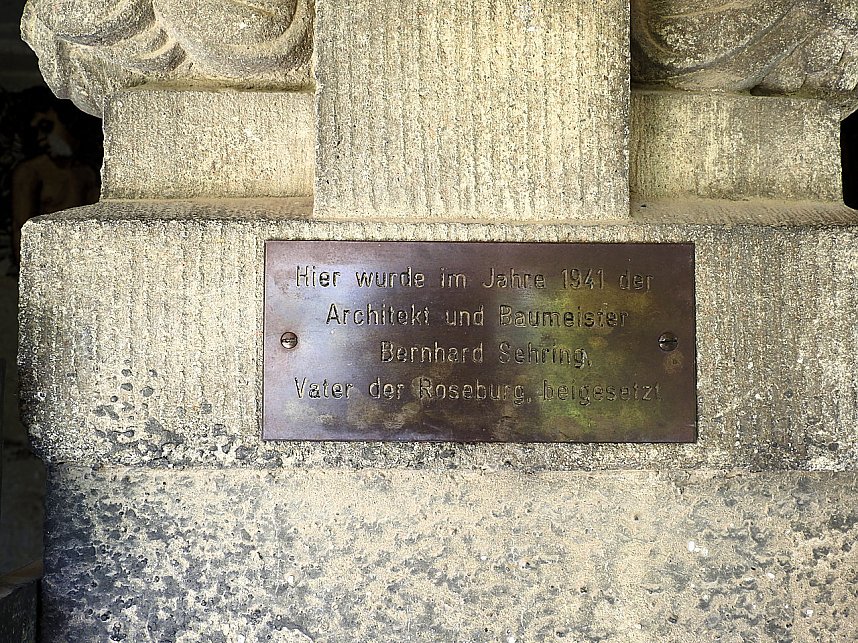 Hier wurde im Jahre 1941 der
Architekt und Baumeister
Bernhard Sehring,
Vater der Roseburg, beigesetzt.